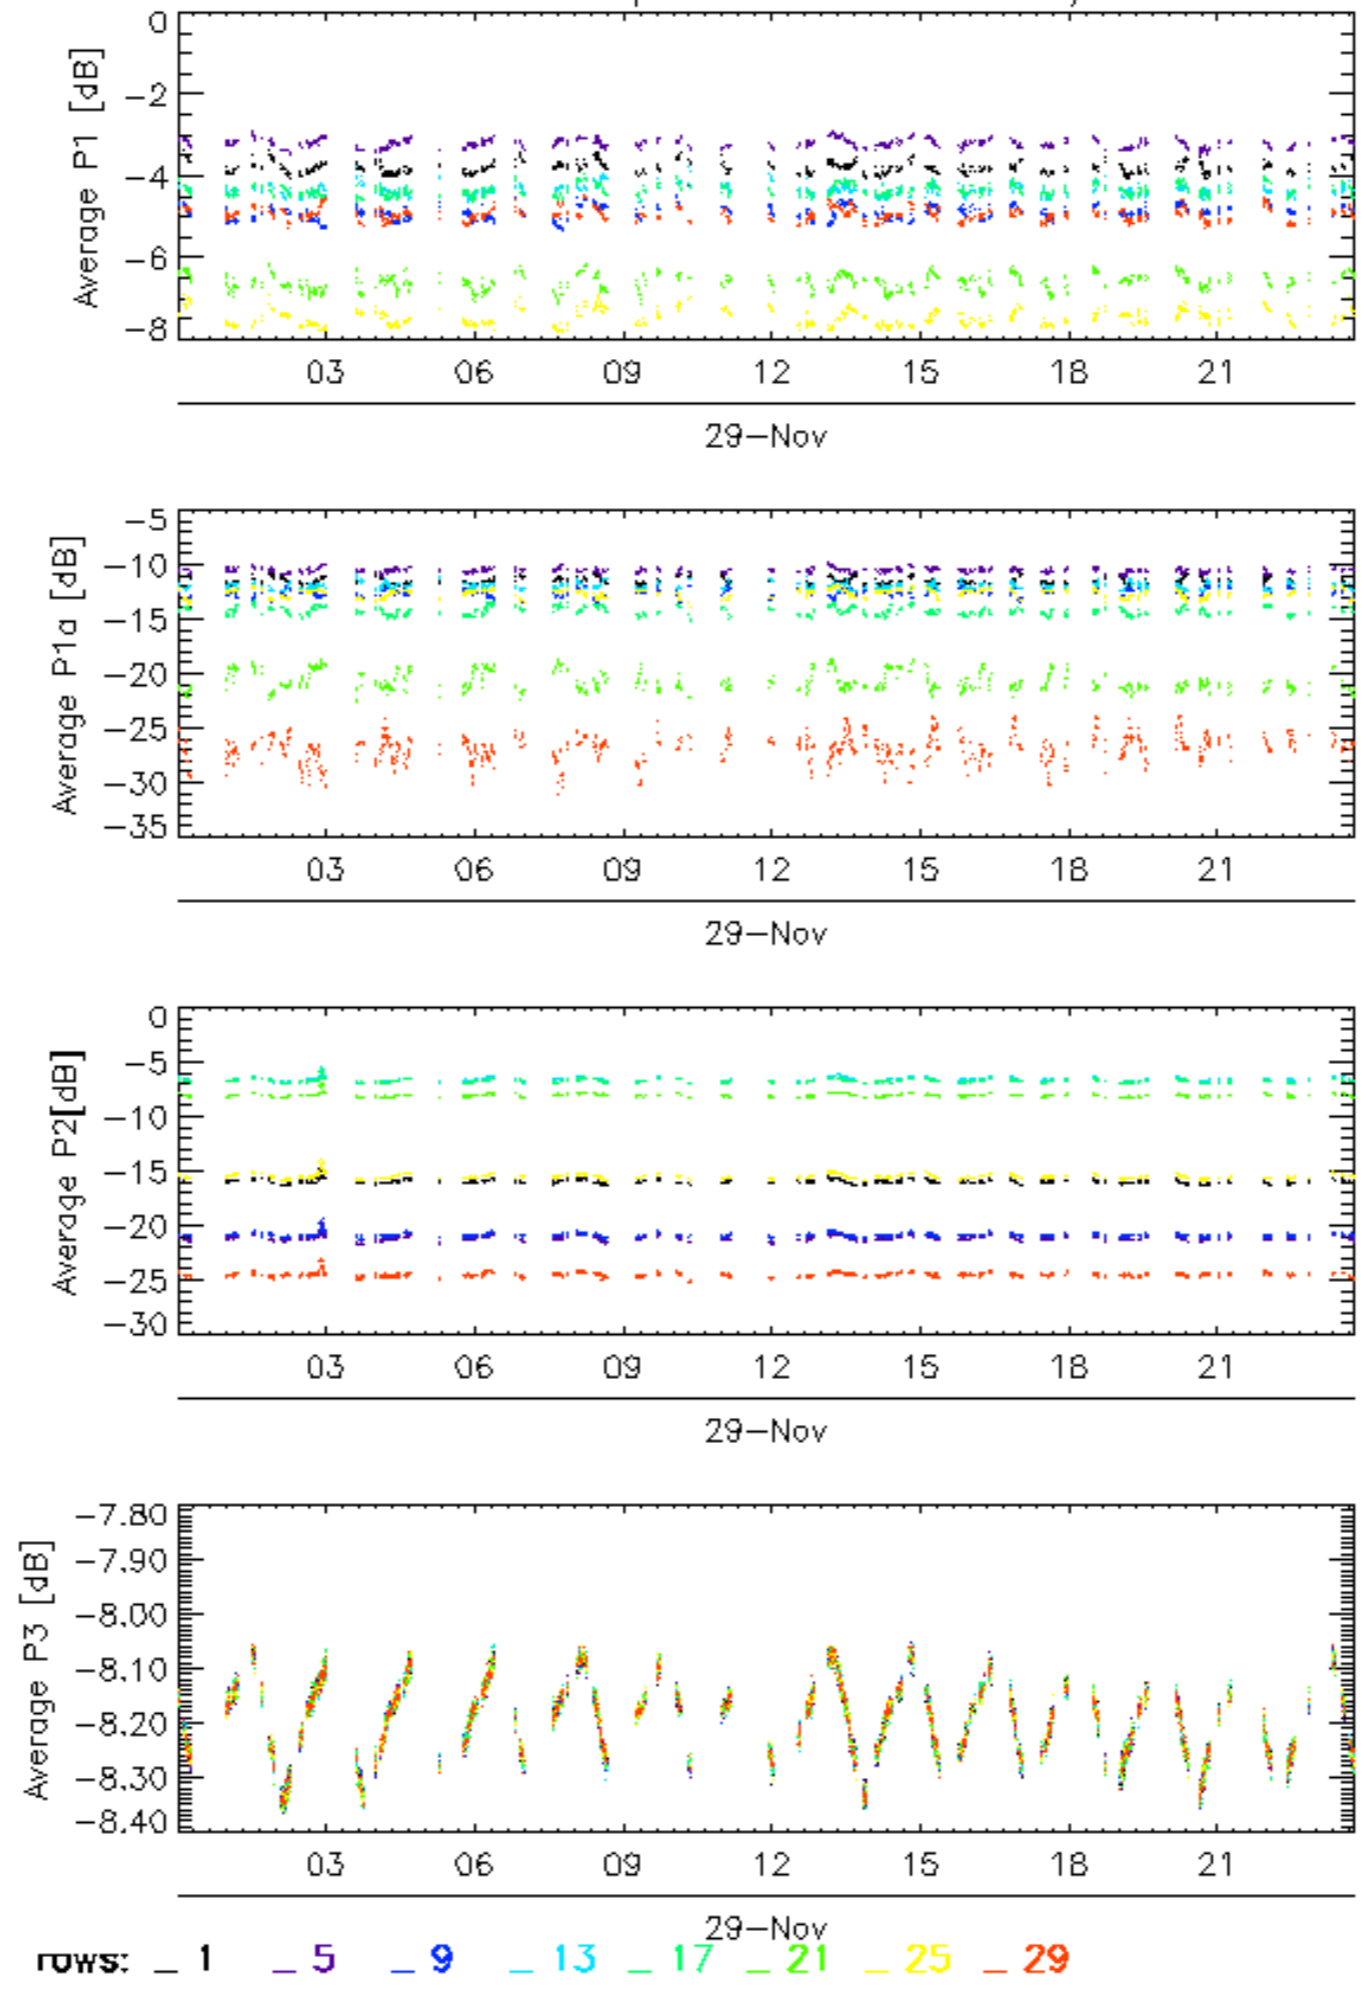 Average P1 [dB]
0
−2
−4
−6
−8
03 06 09 12 15 18 21
29−Nov
Average P1a [dB]
−5
−10
−15
−20
−25
−30
−35
03 06 09 12 15 18 21
29−Nov
Average P2[dB]
0
−5
−10
−15
−20
−25
−30
03 06 09 12 15 18 21
29−Nov
Average P3 [dB]
−7.80
−7.90
−8.00
−8.10
−8.20
−8.30
−8.40
03 06 09 12 15 18 21
29−Nov
rows: _ 1 _ 5 _ 9 _ 13 _ 17 _ 21 _ 25 _ 29